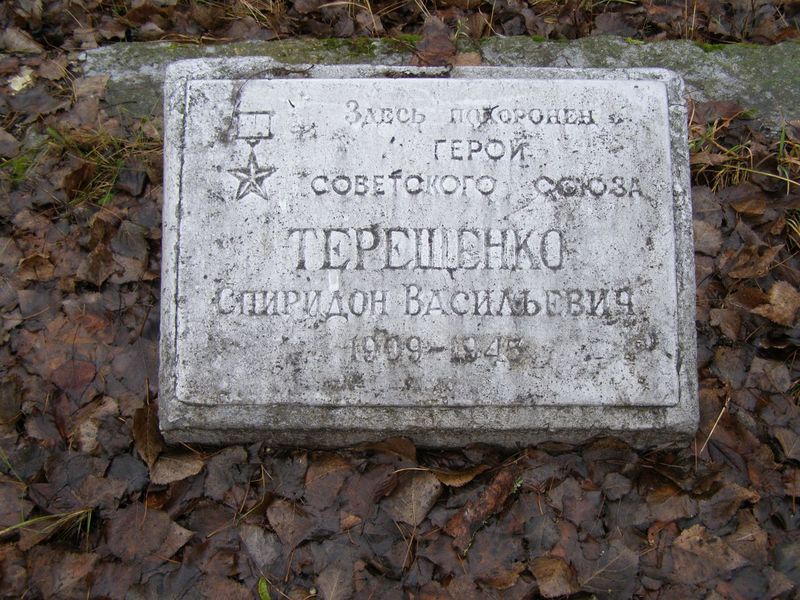 Здесь похоронен
ГЕРОЙ
СОВЕТСКОГО СОЮЗА
ТЕРЕЩЕНКО
Спиридон Васильевич
1909-1945